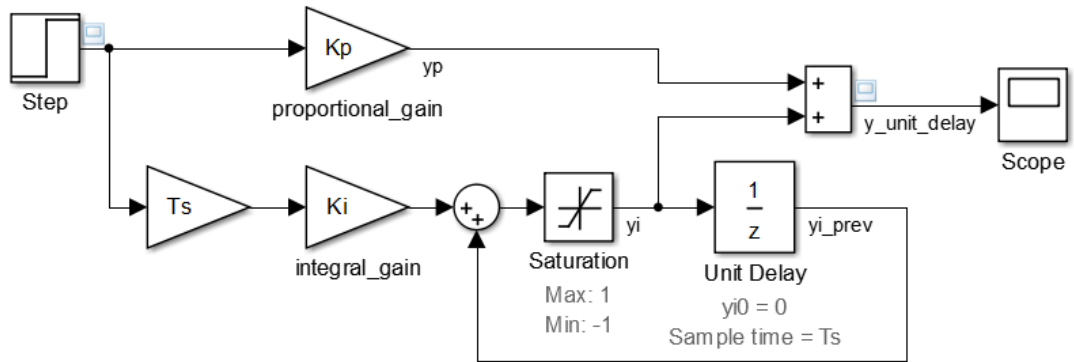 Kp
+
yp
Step
proportional_gain
+
y_unit_delay
Scope
Ts
Ki
+
+
1
z
yi
yi_prev
integral_gain
Saturation
Unit Delay
Max: 1
Min: -1
yi0 = 0
Sample time = Ts